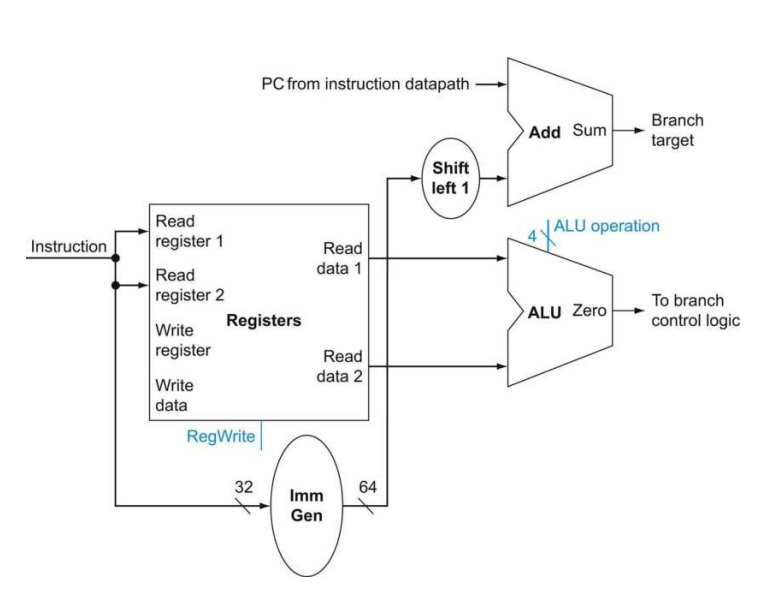 PC from instruction datapath
Add Sum
Branch
target
Shift
left 1
4
ALU operation
Instruction
Read
register 1
Read
register 2
Write
register
Write
data
Registers
Read
data 1
Read
data 2
ALU Zero
To branch
control logic
RegWrite
32
Imm
Gen
64